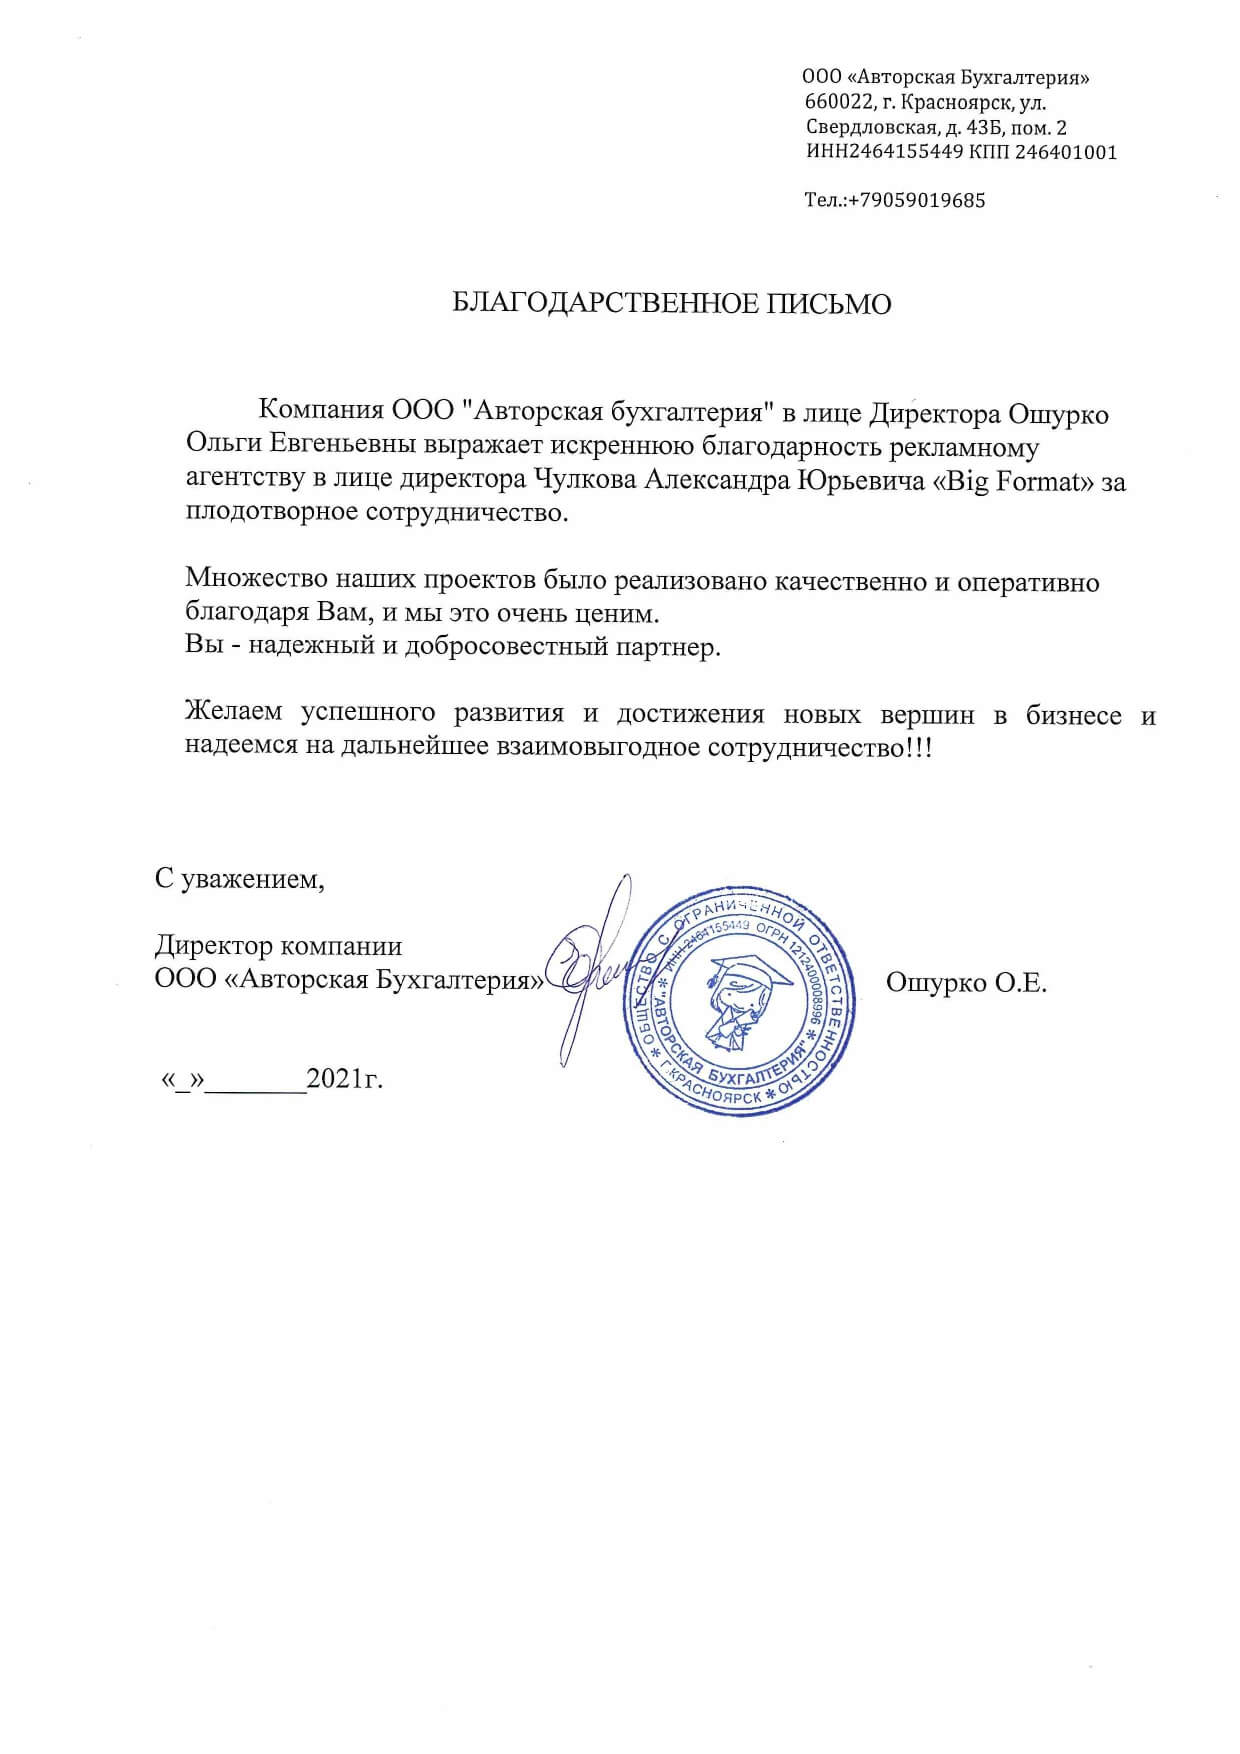 ООО «Авторская Бухгалтерия»
660022, г. Красноярск, ул.
Свердловская, д. 43Б, пом. 2
ИНН2464155449 КПП 246401001
Тел.:+79059019685
БЛАГОДАРСТВЕННОЕ ПИСЬМО
Компания ООО "Авторская бухгалтерия" в лице Директора Ошурко
Ольги Евгеньевны выражает искреннюю благодарность рекламному
агентству в лице директора Чулкова Александра Юрьевича «Big Format» за
плодотворное сотрудничество.
Множество наших проектов было реализовано качественно и оперативно
благодаря Вам, и мы это очень ценим.
Вы - надежный и добросовестный партнер.
Желаем успешного развития и достижения новых вершин в бизнесе и
надеемся на дальнейшее взаимовыгодное сотрудничество!!!
С уважением,
Директор компании
ООО «Авторская Бухгалтерия» Ошурко О.Е.
«_»_______2021г.
ОБЩЕСТВО С ОГРАНИЧЕННОЙ ОТВЕТСТВЕННОСТЬЮ
* Г.КРАСНОЯРСК *
* ИНН 2464155449 ОГРН 1212400008996 *
"АВТОРСКАЯ БУХГАЛТЕРИЯ"